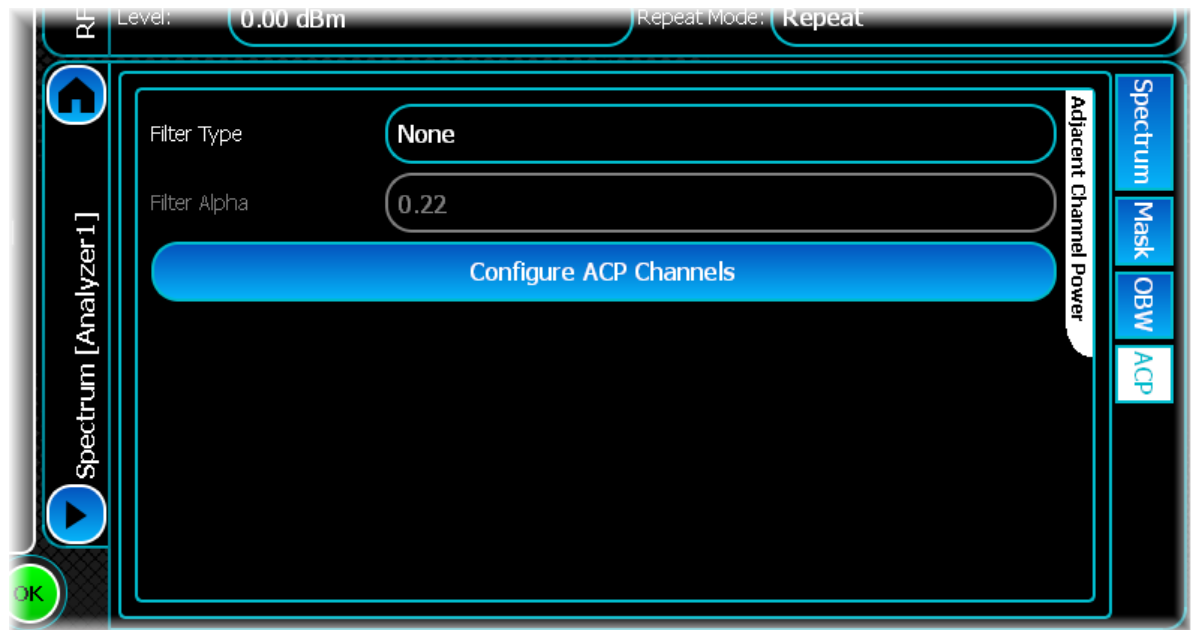 RF
Level: 0.00 dBm Repeat Mode: Repeat
Spectrum [Analyzer1]
Filter Type None
Filter Alpha 0.22
Configure ACP Channels
Adjacent Channel Power
Spectrum
Mask
OBW
ACP
OK